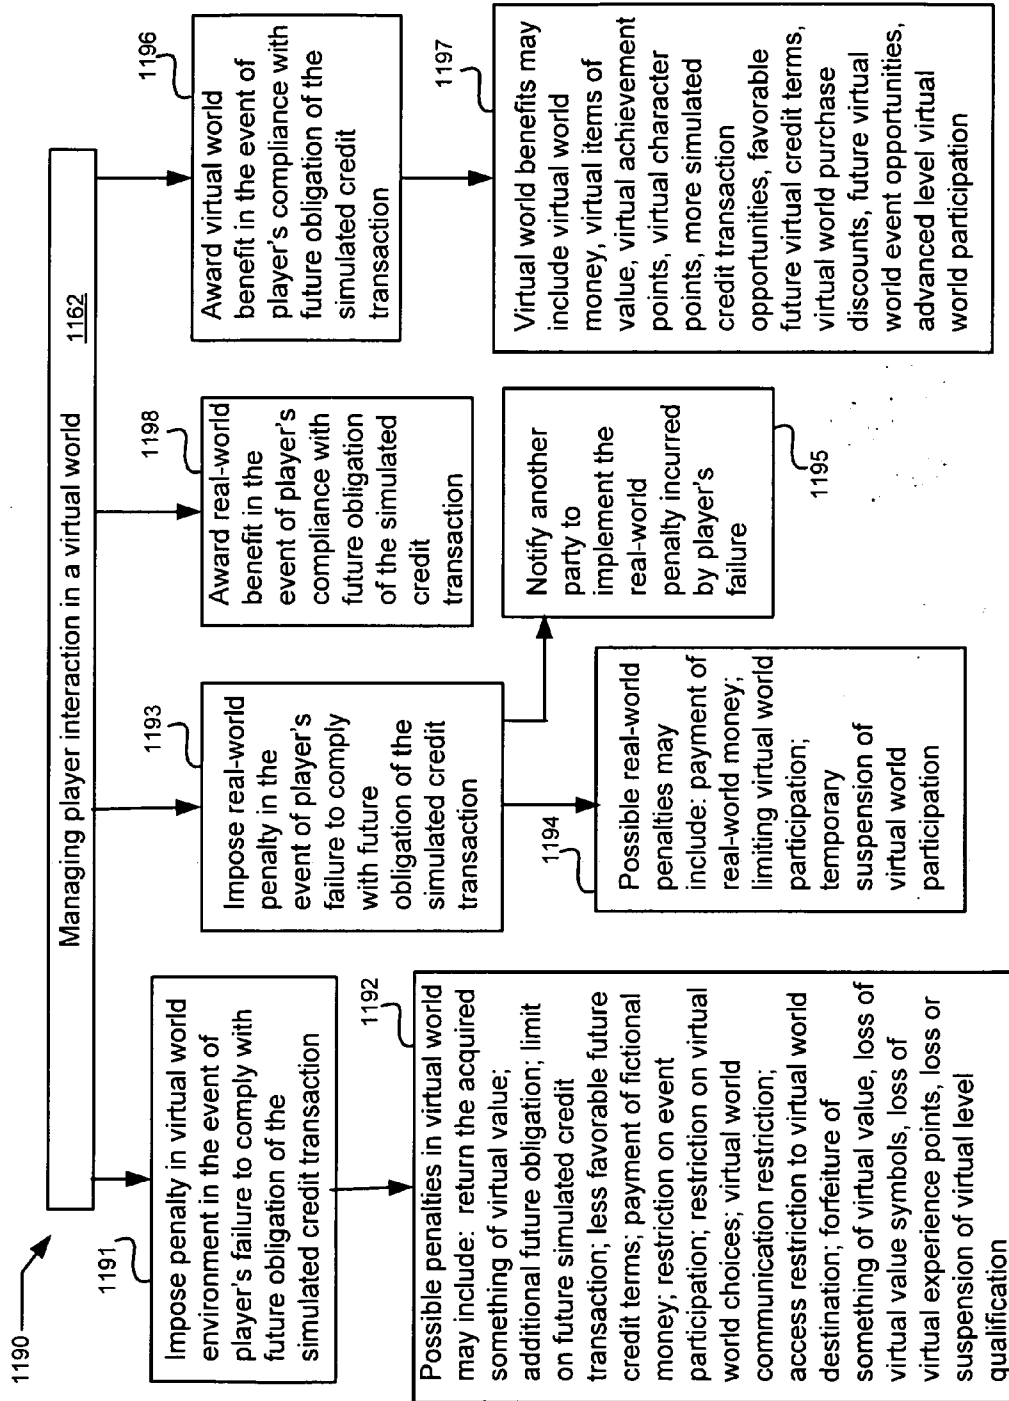 1190
Managing player interaction in a virtual world 1162
1191
Impose penalty in virtual world
environment in the event of
player's failure to comply with
future obligation of the
simulated credit transaction
1192
Possible penalties in virtual world
may include: return the acquired
something of virtual value;
additional future obligation; limit
on future simulated credit
transaction; less favorable future
credit terms; payment of fictional
money; restriction on event
participation; restriction on virtual
world choices; virtual world
communication restriction;
access restriction to virtual world
destination; forfeiture of
something of virtual value, loss of
virtual value symbols, loss of
virtual experience points, loss or
suspension of virtual level
qualification
1193
Impose real-world
penalty in the
event of player's
failure to comply
with future
obligation of the
simulated credit
transaction
1194
Possible real-world
penalties may
include: payment of
real-world money;
limiting virtual world
participation;
temporary
suspension of
virtual world
participation
1195
Notify another
party to
implement the
real-world
penalty incurred
by player's
failure
1198
Award real-world
benefit in the
event of player's
compliance with
future obligation
of the simulated
credit
transaction
1196
Award virtual world
benefit in the event of
player's compliance with
future obligation of the
simulated credit
transaction
1197
Virtual world benefits may
include virtual world
money, virtual items of
value, virtual achievement
points, virtual character
points, more simulated
credit transaction
opportunities, favorable
future virtual credit terms,
virtual world purchase
discounts, future virtual
world event opportunities,
advanced level virtual
world participation